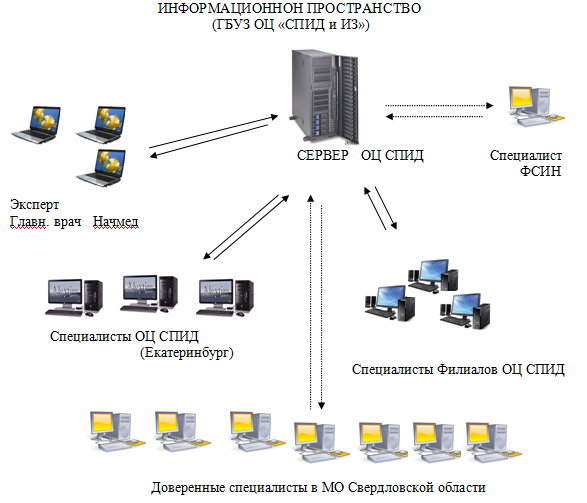 ИНФОРМАЦИОННОН ПРОСТРАНСТВО
(ГБУЗ ОЦ «СПИД и ИЗ»)
СЕРВЕР ОЦ СПИД
Специалист
ФСИН
Эксперт
Главн. врач Начмед
Специалисты ОЦ СПИД
(Екатеринбург)
Специалисты Филиалов ОЦ СПИД
Доверенные специалисты в МО Свердловской области